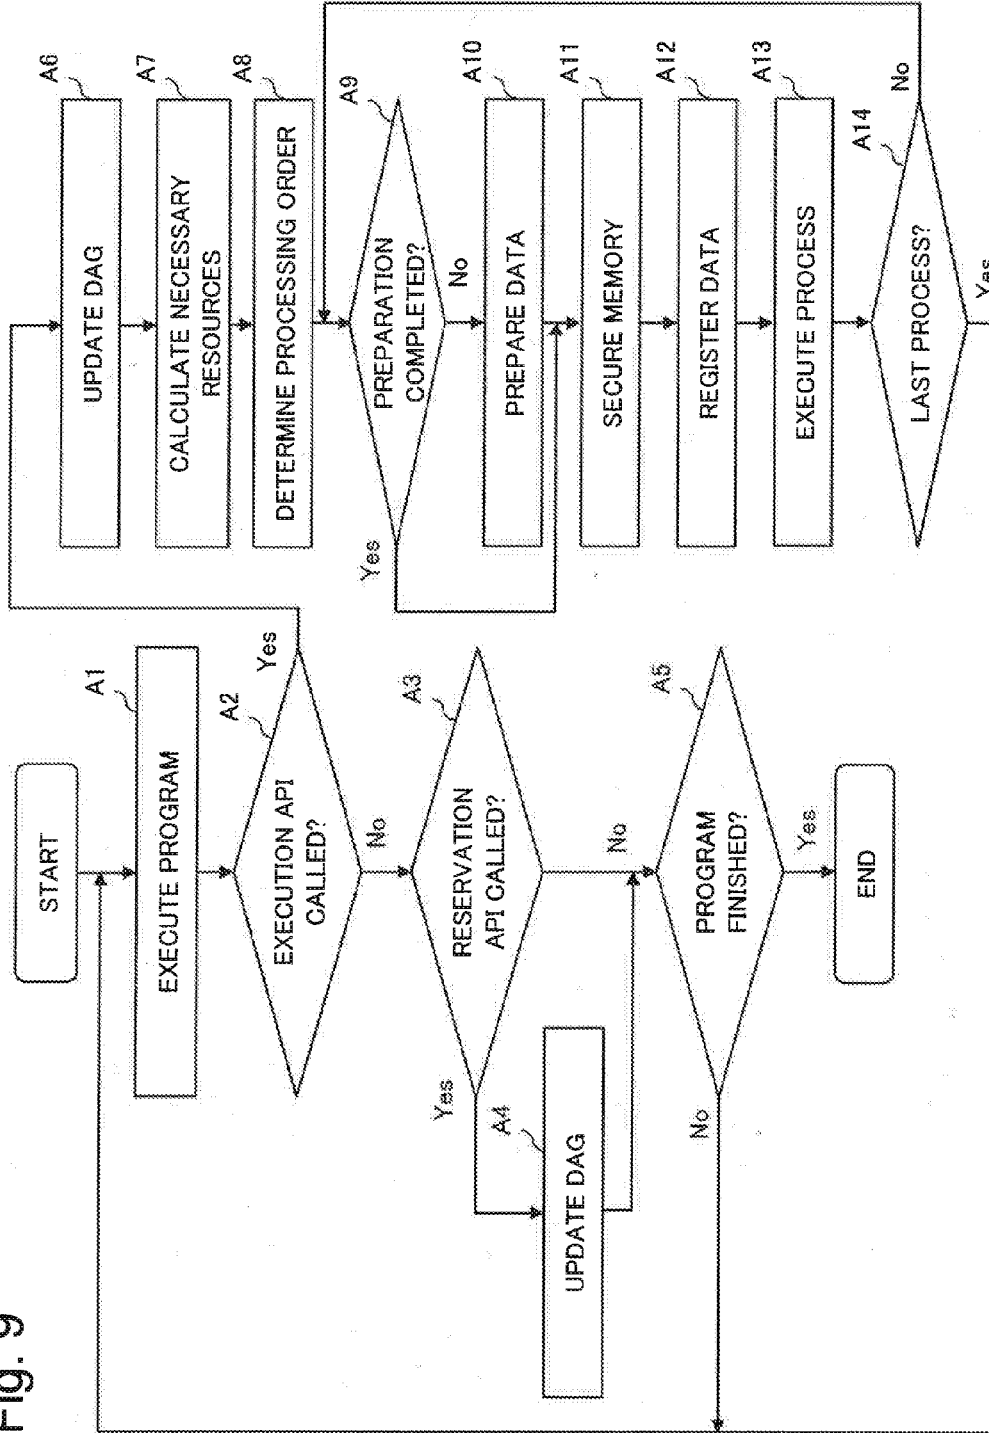 Fig. 9
START
A1
EXECUTE PROGRAM
A2
EXECUTION API
CALLED?
Yes
No
A3
RESERVATION
API CALLED?
Yes
No
A4
UPDATE DAG
A5
PROGRAM
FINISHED?
No
Yes
END
A6
UPDATE DAG
A7
CALCULATE NECESSARY
RESOURCES
A8
DETERMINE PROCESSING ORDER
A9
PREPARATION
COMPLETED?
Yes
No
A10
PREPARE DATA
A11
SECURE MEMORY
A12
REGISTER DATA
A13
EXECUTE PROCESS
A14
LAST PROCESS?
No
Yes